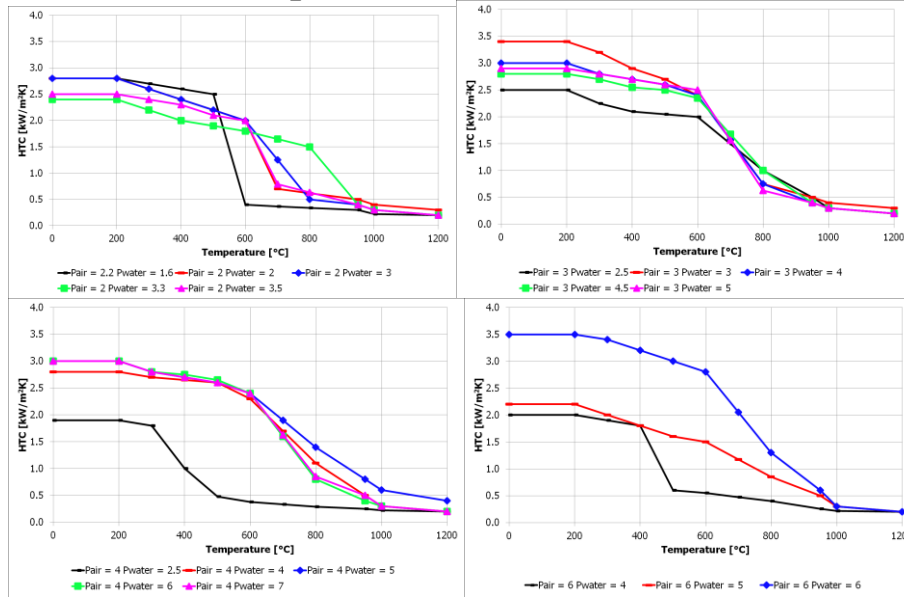 4.0
3.5
3.0
2.5
2.0
1.5
1.0
0.5
0.0
HTC [kW/m²K]
0 200 400 600 800 1000 1200
Temperature [°C]
Pair = 2.2 Pwater = 1.6 Pair = 2 Pwater = 2 Pair = 2 Pwater = 3
Pair = 2 Pwater = 3.3 Pair = 2 Pwater = 3.5
4.0
3.5
3.0
2.5
2.0
1.5
1.0
0.5
0.0
HTC [kW/m²K]
0 200 400 600 800 1000 1200
Temperature [°C]
Pair = 3 Pwater = 2.5 Pair = 3 Pwater = 3 Pair = 3 Pwater = 4
Pair = 3 Pwater = 4.5 Pair = 3 Pwater = 5
4.0
3.5
3.0
2.5
2.0
1.5
1.0
0.5
0.0
HTC [kW/m²K]
0 200 400 600 800 1000 1200
Temperature [°C]
Pair = 4 Pwater = 2.5 Pair = 4 Pwater = 4 Pair = 4 Pwater = 5
Pair = 4 Pwater = 6 Pair = 4 Pwater = 7
4.0
3.5
3.0
2.5
2.0
1.5
1.0
0.5
0.0
HTC [kW/m²K]
0 200 400 600 800 1000 1200
Temperature [°C]
Pair = 6 Pwater = 4 Pair = 6 Pwater = 5 Pair = 6 Pwater = 6